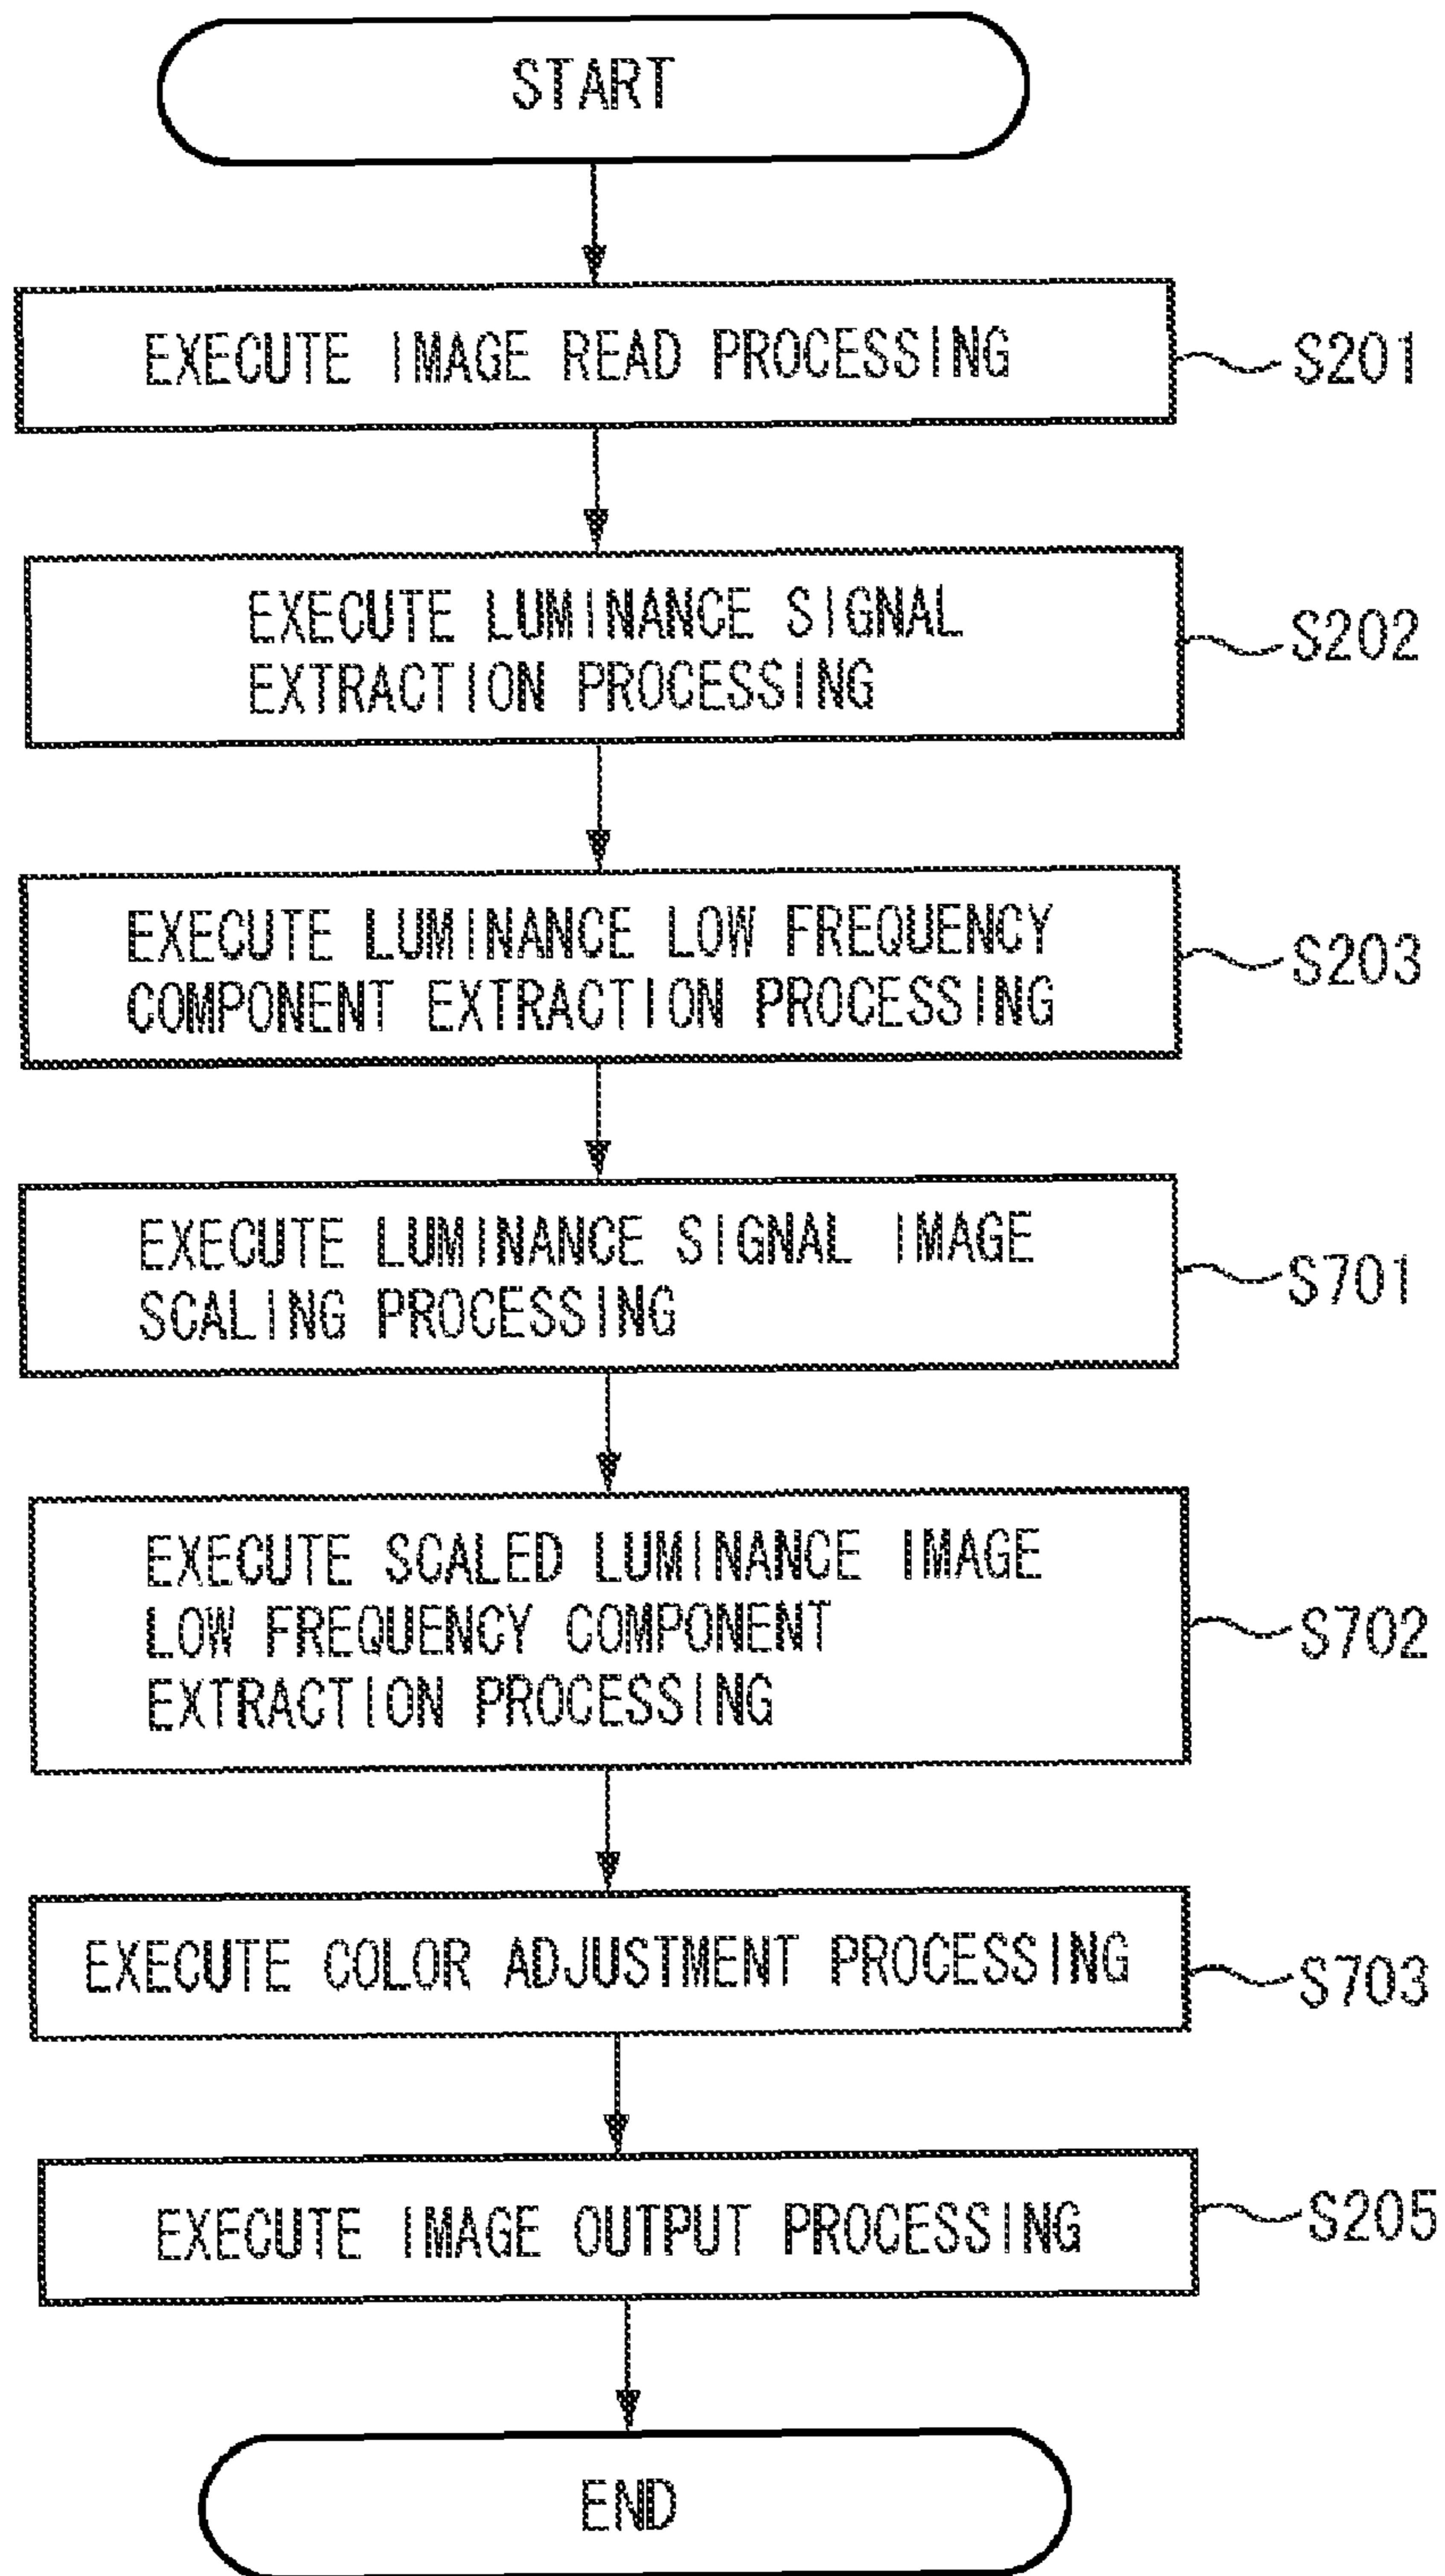 START
EXECUTE IMAGE READ PROCESSING
S201
EXECUTE LUMINANCE SIGNAL
EXTRACTION PROCESSING
S202
EXECUTE LUMINANCE LOW FREQUENCY
COMPONENT EXTRACTION PROCESSING
S203
EXECUTE LUMINANCE SIGNAL IMAGE
SCALING PROCESSING
S701
EXECUTE SCALED LUMINANCE IMAGE
LOW FREQUENCY COMPONENT
EXTRACTION PROCESSING
S702
EXECUTE COLOR ADJUSTMENT PROCESSING
S703
EXECUTE IMAGE OUTPUT PROCESSING
S205
END